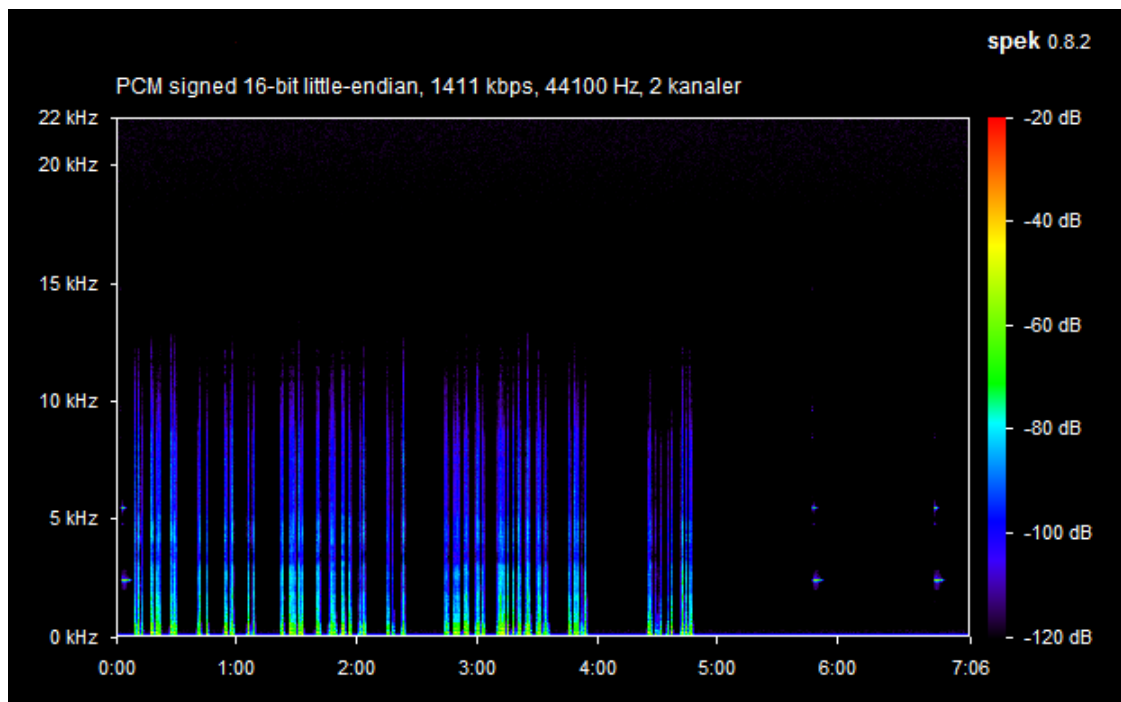 spek 0.8.2
PCM signed 16-bit little-endian, 1411 kbps, 44100 Hz, 2 kanaler
22 kHz
20 kHz
15 kHz
10 kHz
5 kHz
0 kHz
0:00 1:00 2:00 3:00 4:00 5:00 6:00 7:06
-20 dB
-40 dB
-60 dB
-80 dB
-100 dB
-120 dB